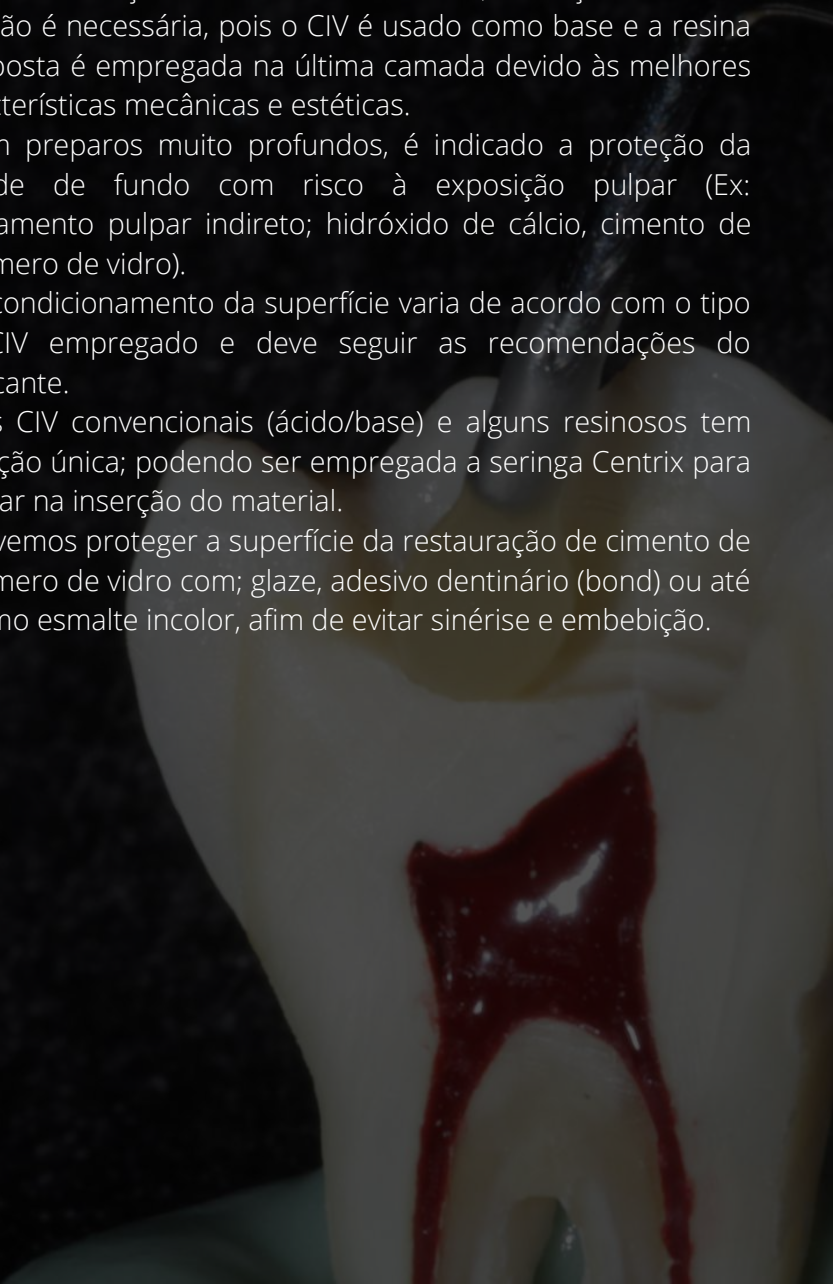 ão é necessária, pois o CIV é usado como base e a resina
posta é empregada na última camada devido às melhores
terísticas mecânicas e estéticas.
preparos muito profundos, é indicado a proteção da
de de fundo com risco à exposição pulpar (Ex:
amento pulpar indireto; hidróxido de cálcio, cimento de
mero de vidro).
condicionamento da superfície varia de acordo com o tipo
CIV empregado e deve seguir as recomendações do
cante.
s CIV convencionais (ácido/base) e alguns resinosos tem
ção única; podendo ser empregada a seringa Centrix para
ar na inserção do material.
vemos proteger a superfície da restauração de cimento de
mero de vidro com; glaze, adesivo dentinário (bond) ou até
mo esmalte incolor, afim de evitar sinérise e embebição.